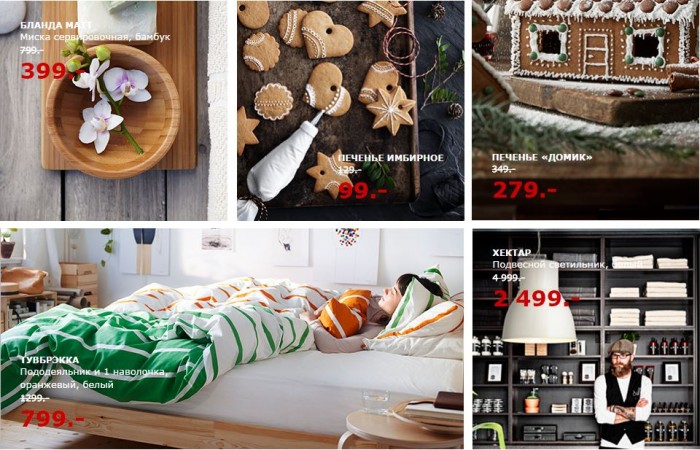 БЛАНДА МАТТ
Миска сервировочная, бамбук
799.-
399.-
ПЕЧЕНЬЕ ИМБИРНОЕ
129.-
99.-
ПЕЧЕНЬЕ «ДОМИК»
349.-
279.-
ТУВБРЭККА
Пододеяльник и 1 наволочка,
оранжевый, белый
1299.-
799.-
ХЕКТАР
Подвесной светильник,
4 999.-
2 499.-